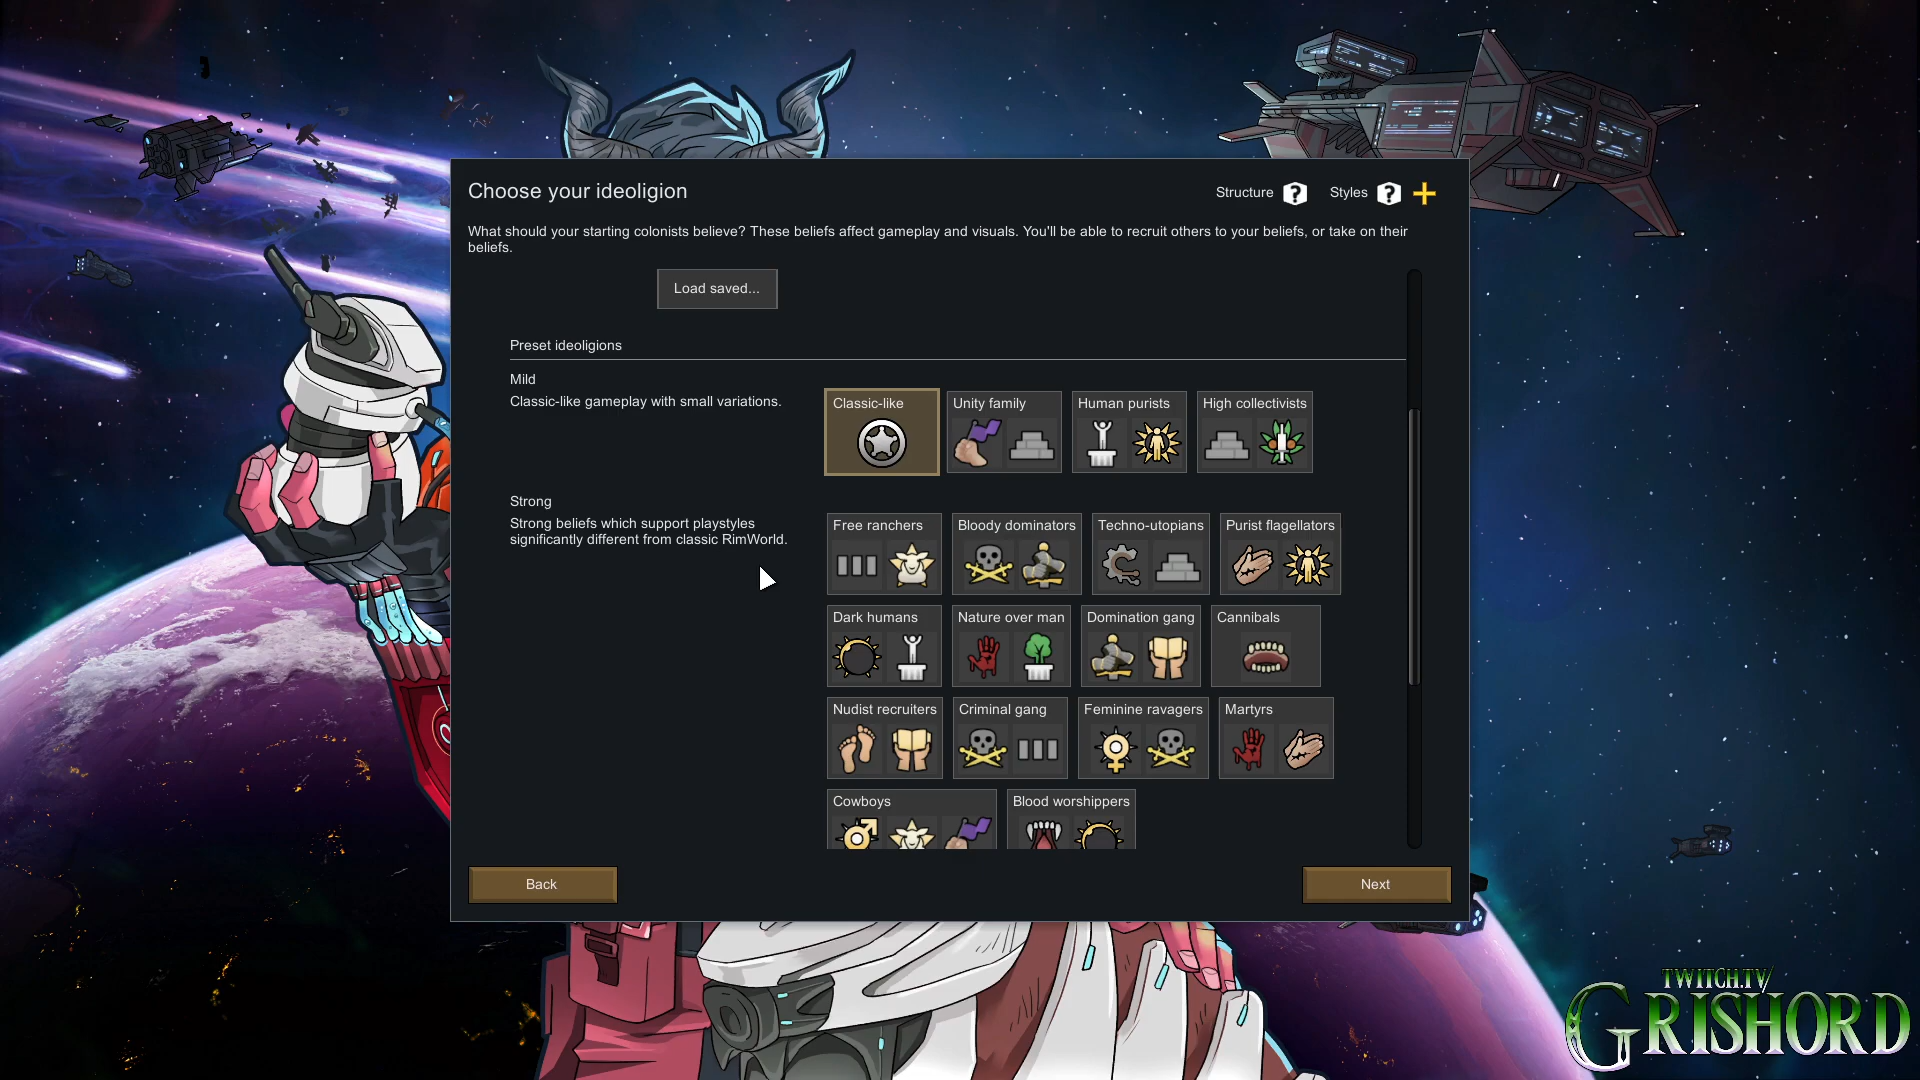 Choose your ideoligion
Structure
Styles
What should your starting colonists believe? These beliefs affect gameplay and visuals. You'll be able to recruit others to your beliefs, or take on their
beliefs.
Load saved...
Preset ideoligions
Mild
Classic-like gameplay with small variations.
Classic-like
Unity family
Human purists
High collectivists
Strong
Strong beliefs which support playstyles
significantly different from classic RimWorld.
Free ranchers
Bloody dominators
Techno-utopians
Purist flagellators
Dark humans
Nature over man
Domination gang
Cannibals
Nudist recruiters
Criminal gang
Feminine ravagers
Martyrs
Cowboys
Blood worshippers
Back
Next
TWITCH.TV/
GRISHORD